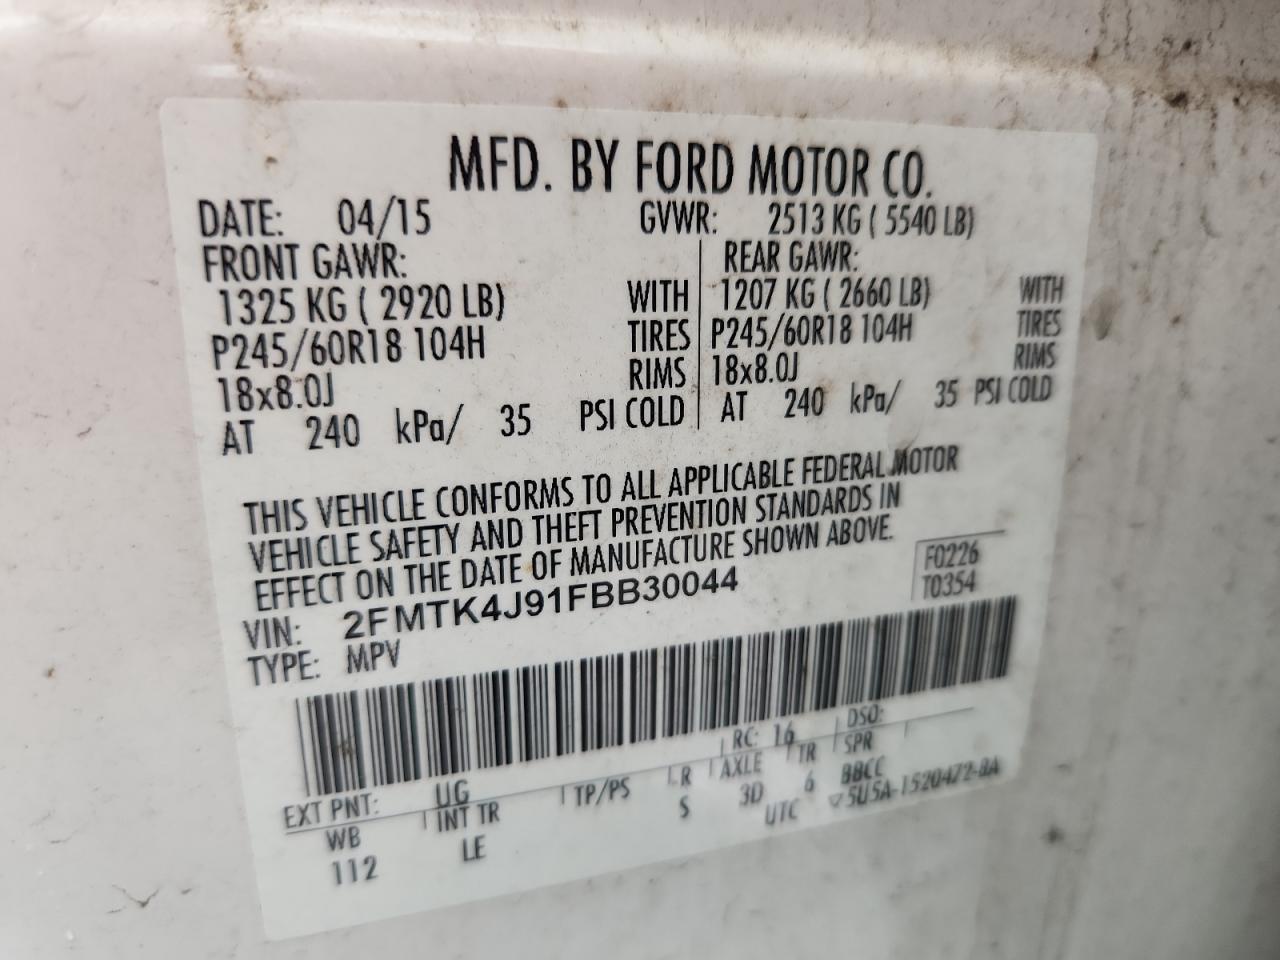 MFD. BY FORD MOTOR CO.
DATE: 04/15 GVWR: 2513 KG ( 5540 LB)
FRONT GAWR: REAR GAWR:
1325 KG ( 2920 LB) WITH 1207 KG ( 2660 LB) WITH
P245/60R18 104H TIRES P245/60R18 104H TIRES
18x8.0J RIMS 18x8.0J RIMS
AT 240 kPa/ 35 PSI COLD AT 240 kPa/ 35 PSI COLD
THIS VEHICLE CONFORMS TO ALL APPLICABLE FEDERAL MOTOR
VEHICLE SAFETY AND THEFT PREVENTION STANDARDS IN
EFFECT ON THE DATE OF MANUFACTURE SHOWN ABOVE.
F0226
T0354
VIN: 2FMTK4J91FBB30044
TYPE: MPV
EXT PNT: UG RC: 16 DSO:
WB INT TR TP/PS R AXLE TR SPR
112 LE S 3D 6 BBCC
UTC ▽5U5A-1520472-BA